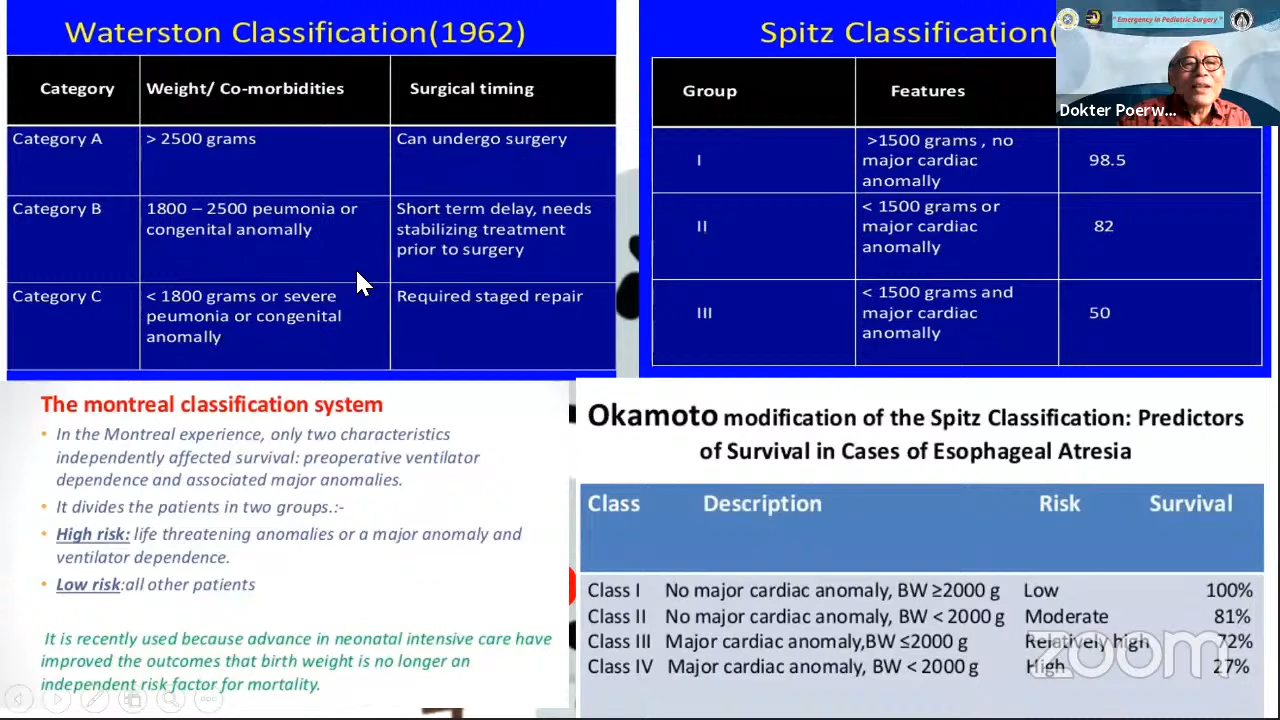 Waterston Classification(1962)
Category Weight/ Co-morbidities Surgical timing
Category A > 2500 grams Can undergo surgery
Category B 1800 – 2500 peumonia or Short term delay, needs
congenital anomally stabilizing treatment
prior to surgery
Category C < 1800 grams or severe Required staged repair
peumonia or congenital
anomally
Spitz Classification(
Group Features
I >1500 grams , no 98.5
major cardiac
anomally
II < 1500 grams or 82
major cardiac
anomally
III < 1500 grams and 50
major cardiac
anomally
" Emergency in Pediatric Surgery "
Dokter Poerw...
The montreal classification system
• In the Montreal experience, only two characteristics
independently affected survival: preoperative ventilator
dependence and associated major anomalies.
• It divides the patients in two groups.:-
• High risk: life threatening anomalies or a major anomaly and
ventilator dependence.
• Low risk:all other patients
It is recently used because advance in neonatal intensive care have
improved the outcomes that birth weight is no longer an
independent risk factor for mortality.
Okamoto modification of the Spitz Classification: Predictors
of Survival in Cases of Esophageal Atresia
Class Description Risk Survival
Class I No major cardiac anomaly, BW ≥2000 g Low 100%
Class II No major cardiac anomaly, BW < 2000 g Moderate 81%
Class III Major cardiac anomaly,BW ≤2000 g Relatively high 72%
Class IV Major cardiac anomaly, BW < 2000 g High 27%
zoom